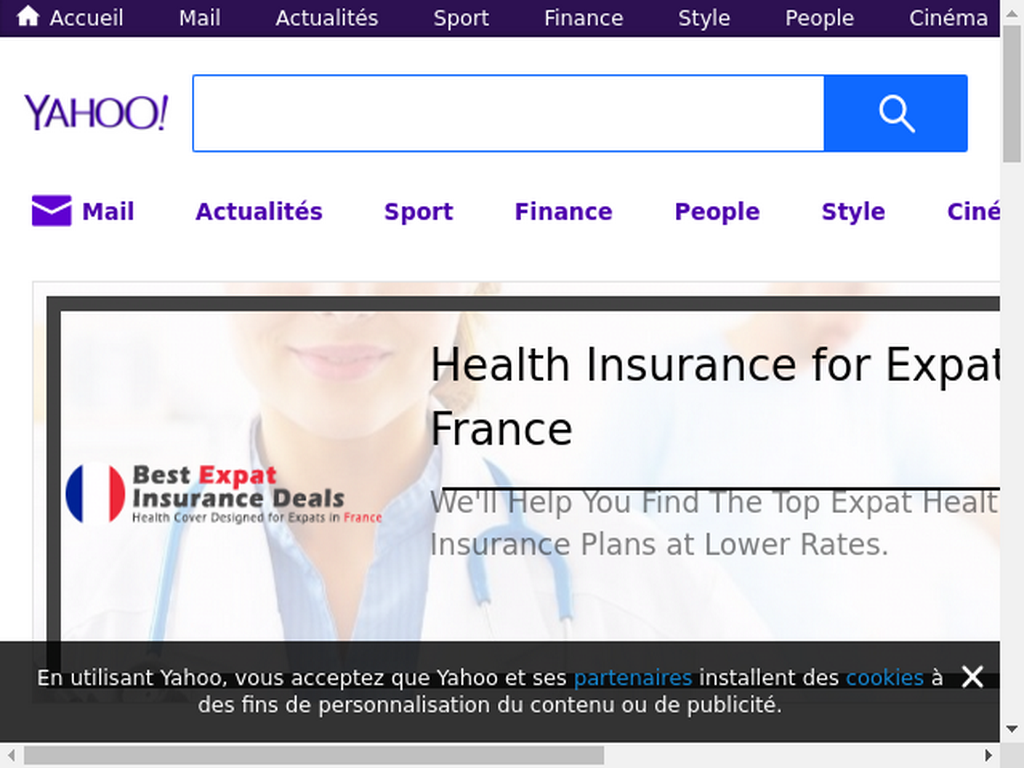 Accueil Mail Actualités Sport Finance Style People Cinéma
YAHOO!
Mail Actualités Sport Finance People Style Ciné
Health Insurance for Expat
France
Best Expat
Insurance Deals
Health Cover Designed for Expats in France
We'll Help You Find The Top Expat Healt
Insurance Plans at Lower Rates.
En utilisant Yahoo, vous acceptez que Yahoo et ses partenaires installent des cookies à
des fins de personnalisation du contenu ou de publicité.